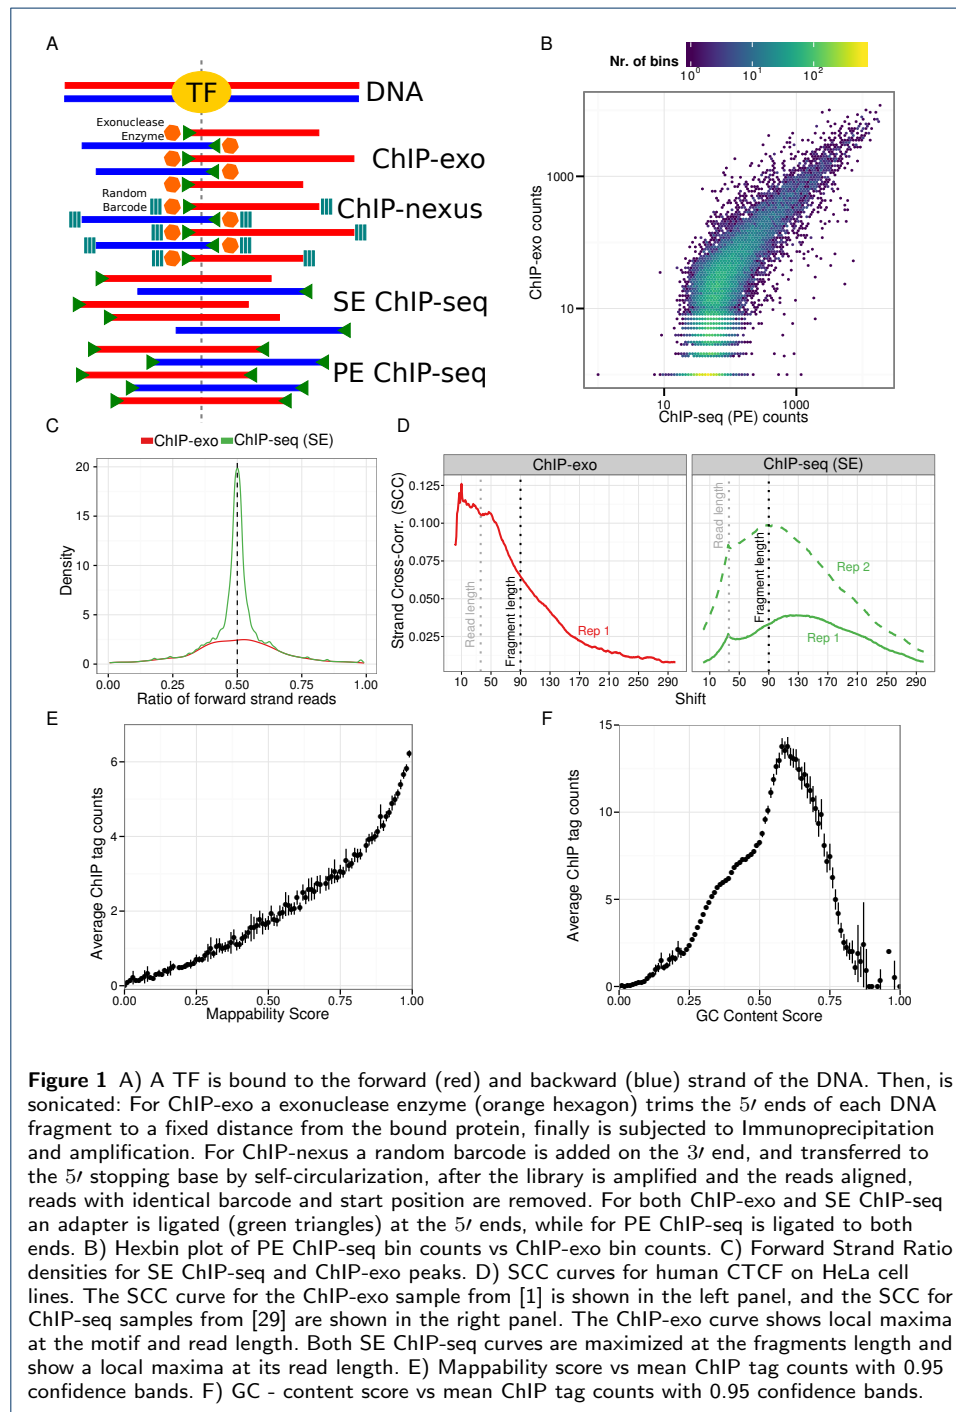 A
TF
DNA
Exonuclease
Enzyme
ChIP-exo
Random
Barcode
ChIP-nexus
SE ChIP-seq
PE ChIP-seq
B
Nr. of bins
10^0 10^1 10^2
ChIP-exo counts
1000
10
10 1000
ChIP-seq (PE) counts
C
ChIP-exo ChIP-seq (SE)
Density
20
15
10
5
0
0.00 0.25 0.50 0.75 1.00
Ratio of forward strand reads
D
ChIP-exo ChIP-seq (SE)
Strand Cross-Corr. (SCC)
0.125
0.100
0.075
0.050
0.025
Read length
Fragment length
Rep 1
Read length
Fragment length
Rep 2
Rep 1
10 50 90 130 170 210 250 290 10 50 90 130 170 210 250 290
Shift
E
Average ChIP tag counts
6
4
2
0
0.00 0.25 0.50 0.75 1.00
Mappability Score
F
Average ChIP tag counts
15
10
5
0
0.00 0.25 0.50 0.75 1.00
GC Content Score
Figure 1 A) A TF is bound to the forward (red) and backward (blue) strand of the DNA. Then, is
sonicated: For ChIP-exo a exonuclease enzyme (orange hexagon) trims the 5′ ends of each DNA
fragment to a fixed distance from the bound protein, finally is subjected to Immunoprecipitation
and amplification. For ChIP-nexus a random barcode is added on the 3′ end, and transferred to
the 5′ stopping base by self-circularization, after the library is amplified and the reads aligned,
reads with identical barcode and start position are removed. For both ChIP-exo and SE ChIP-seq
an adapter is ligated (green triangles) at the 5′ ends, while for PE ChIP-seq is ligated to both
ends. B) Hexbin plot of PE ChIP-seq bin counts vs ChIP-exo bin counts. C) Forward Strand Ratio
densities for SE ChIP-seq and ChIP-exo peaks. D) SCC curves for human CTCF on HeLa cell
lines. The SCC curve for the ChIP-exo sample from [1] is shown in the left panel, and the SCC for
ChIP-seq samples from [29] are shown in the right panel. The ChIP-exo curve shows local maxima
at the motif and read length. Both SE ChIP-seq curves are maximized at the fragments length and
show a local maxima at its read length. E) Mappability score vs mean ChIP tag counts with 0.95
confidence bands. F) GC - content score vs mean ChIP tag counts with 0.95 confidence bands.